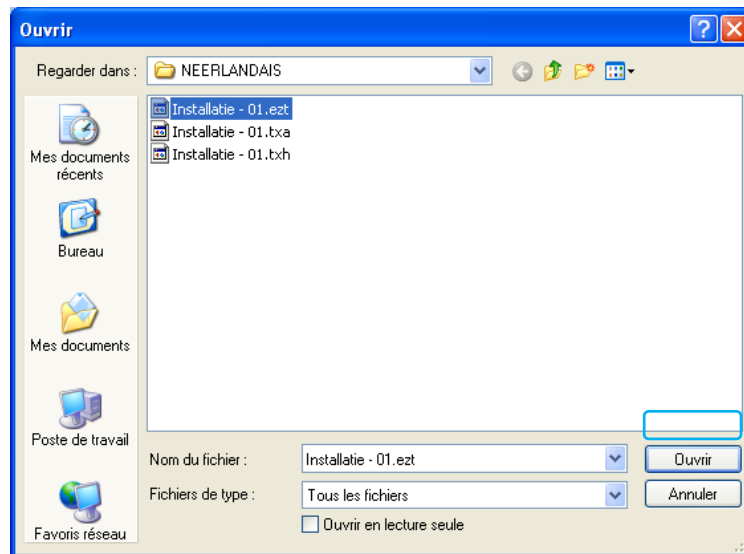 Ouvrir
Regarder dans :
NEERLANDAIS
Installatie - 01.ezt
Installatie - 01.txa
Installatie - 01.txh
Mes documents
récents
Bureau
Mes documents
Poste de travail
Favoris réseau
Nom du fichier :
Installatie - 01.ezt
Ouvrir
Fichiers de type :
Tous les fichiers
Annuler
Ouvrir en lecture seule